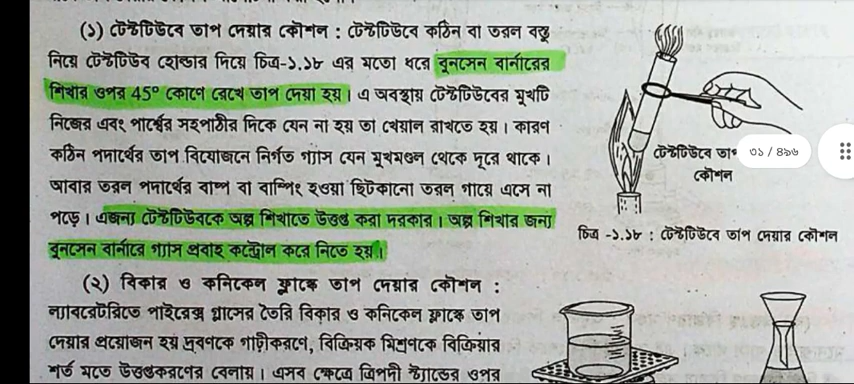 (১) টেস্টটিউবে তাপ দেয়ার কৌশল : টেস্টটিউবে কঠিন বা তরল বস্তু
নিয়ে টেস্টটিউব হোল্ডার দিয়ে চিত্র-১.১৮ এর মতো ধরে বুনসেন বার্নারের
শিখার ওপর 45° কোণে রেখে তাপ দেয়া হয়। এ অবস্থায় টেস্টটিউবের মুখটি
নিজের এবং পার্শ্বের সহপাঠীর দিকে যেন না হয় তা খেয়াল রাখতে হয়। কারণ
কঠিন পদার্থের তাপ বিযোজনে নির্গত গ্যাস যেন মুখমণ্ডল থেকে দূরে থাকে।
আবার তরল পদার্থের বাষ্প বা বাম্পিং হওয়া ছিটকানো তরল গায়ে এসে না
পড়ে। এজন্য টেস্টটিউবকে অল্প শিখাতে উত্তপ্ত করা দরকার। অল্প শিখার জন্য
বুনসেন বার্নারে গ্যাস প্রবাহ কন্ট্রোল করে নিতে হয়।
টেস্টটিউবে তাপ
কৌশল
৩১ / ৪৯৬
চিত্র -১.১৮ : টেস্টটিউবে তাপ দেয়ার কৌশল
(২) বিকার ও কনিকেল ফ্লাস্কে তাপ দেয়ার কৌশল :
ল্যাবরেটরিতে পাইরেক্স গ্লাসের তৈরি বিকার ও কনিকেল ফ্লাস্কে তাপ
দেয়ার প্রয়োজন হয় দ্রবণকে গাঢ়ীকরণে, বিক্রিয়ক মিশ্রণকে বিক্রিয়ার
শর্ত মতে উত্তপ্তকরণের বেলায়। এসব ক্ষেত্রে ত্রিপদী স্ট্যান্ডের ওপর